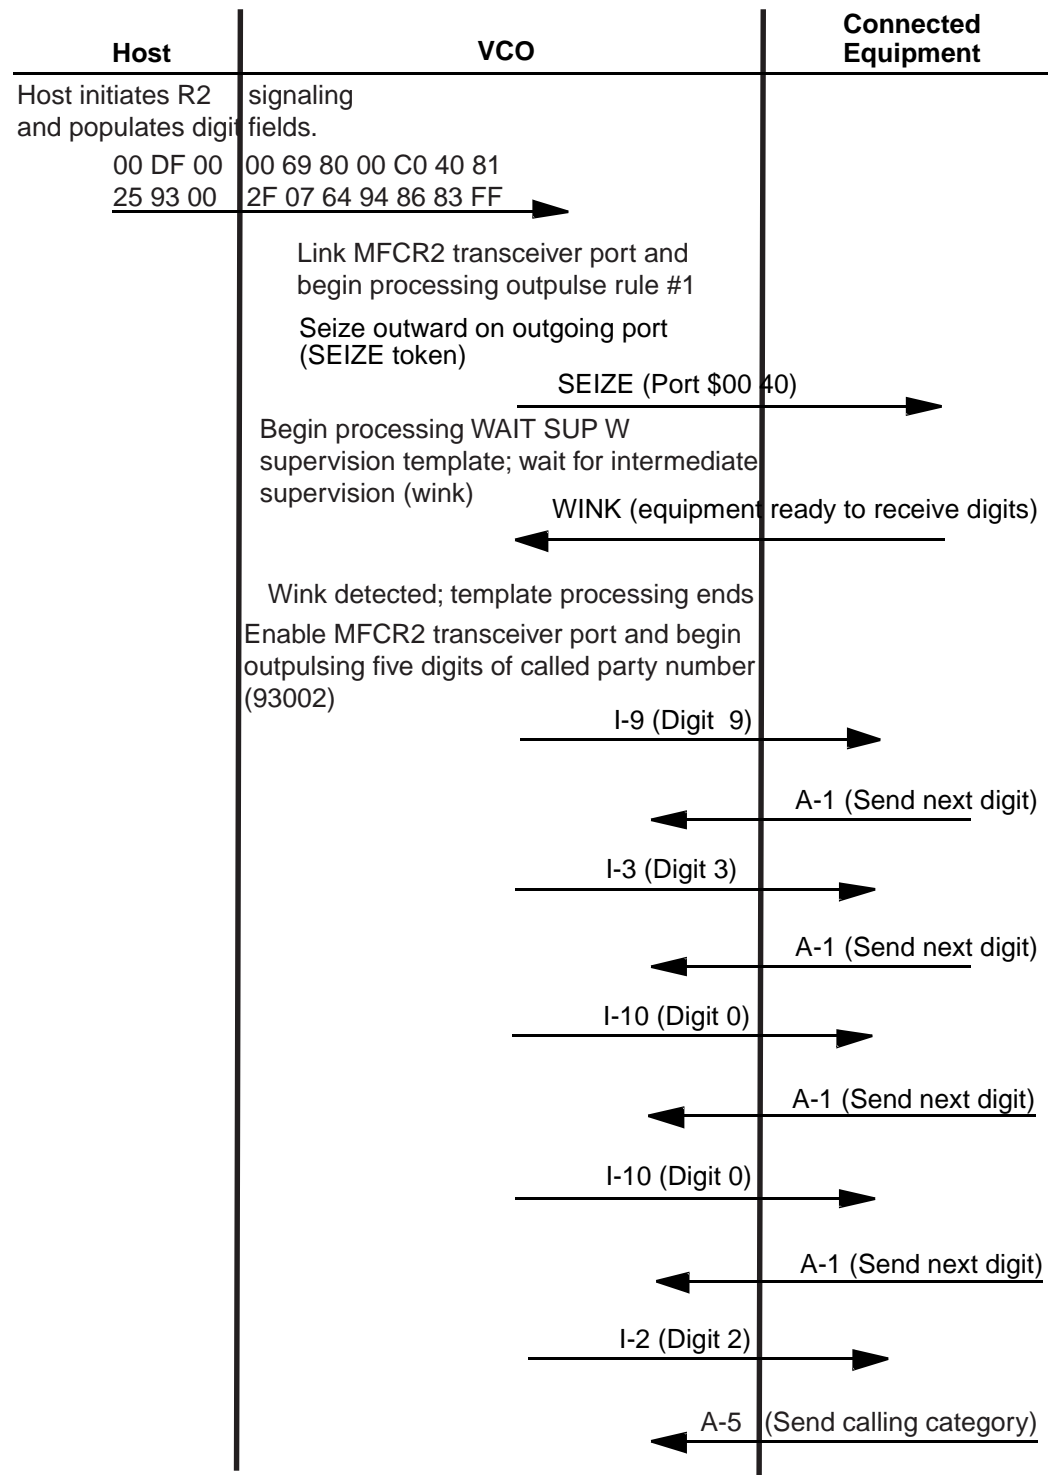 Connected
Host VCO Equipment
Host initiates R2 signaling
and populates digit fields.
00 DF 00 00 69 80 00 C0 40 81
25 93 00 2F 07 64 94 86 83 FF
Link MFCR2 transceiver port and
begin processing outpulse rule #1
Seize outward on outgoing port
(SEIZE token)
SEIZE (Port $00 40)
Begin processing WAIT SUP W
supervision template; wait for intermediate
supervision (wink)
WINK (equipment ready to receive digits)
Wink detected; template processing ends
Enable MFCR2 transceiver port and begin
outpulsing five digits of called party number
(93002)
I-9 (Digit 9)
A-1 (Send next digit)
I-3 (Digit 3)
A-1 (Send next digit)
I-10 (Digit 0)
A-1 (Send next digit)
I-10 (Digit 0)
A-1 (Send next digit)
I-2 (Digit 2)
A-5 (Send calling category)